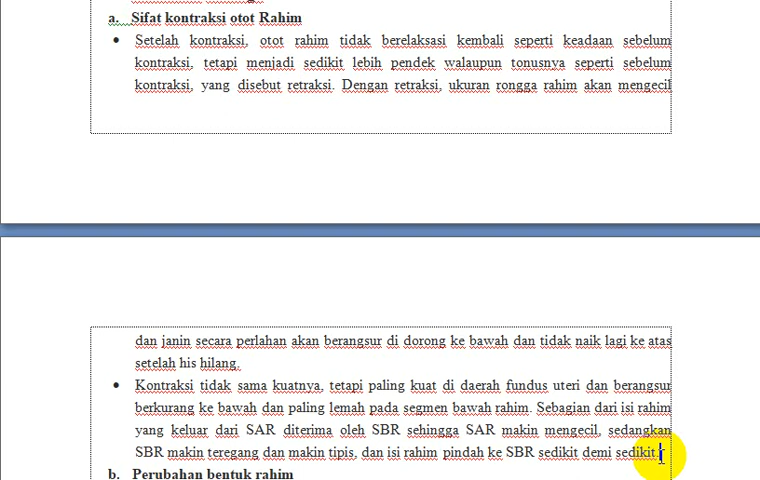 a. Sifat kontraksi otot Rahim
• Setelah kontraksi, otot rahim tidak berelaksasi kembali seperti keadaan sebelum
kontraksi, tetapi menjadi sedikit lebih pendek walaupun tonusnya seperti sebelum
kontraksi, yang disebut retraksi. Dengan retraksi, ukuran rongga rahim akan mengecil
dan janin secara perlahan akan berangsur di dorong ke bawah dan tidak naik lagi ke atas
setelah his hilang.
• Kontraksi tidak sama kuatnya, tetapi paling kuat di daerah fundus uteri dan berangsur
berkurang ke bawah dan paling lemah pada segmen bawah rahim. Sebagian dari isi rahim
yang keluar dari SAR diterima oleh SBR sehingga SAR makin mengecil, sedangkan
SBR makin teregang dan makin tipis, dan isi rahim pindah ke SBR sedikit demi sedikit.
b. Perubahan bentuk rahim